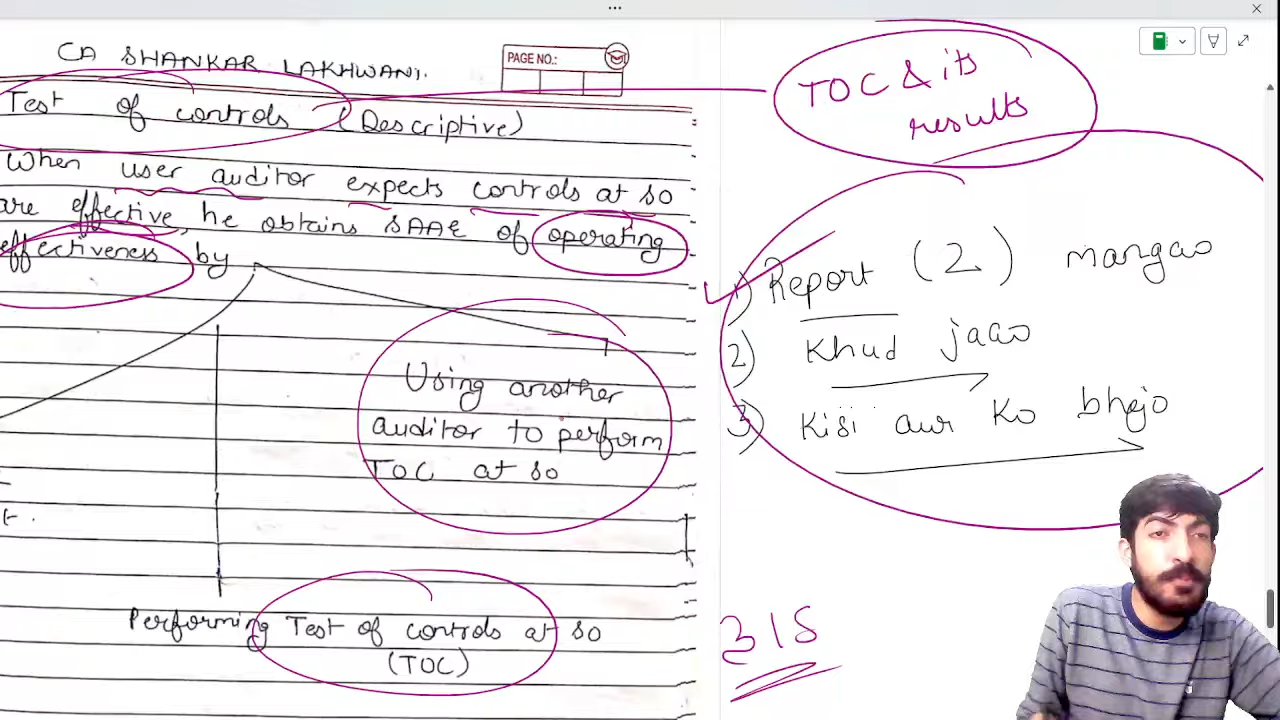 CA SHANKAR LAKHWANI.
PAGE NO.:
Test of controls (Descriptive)
When user auditor expects controls at so
are effective, he obtains SAAE of operating
effectiveness by
Using another
auditor to perform
TOC at so
t.
Performing Test of controls at so
(TOC)
TOC & its
results
1) Report (2) mangao
2) Khud jaao
3) Kisi aur ko bhejo
315